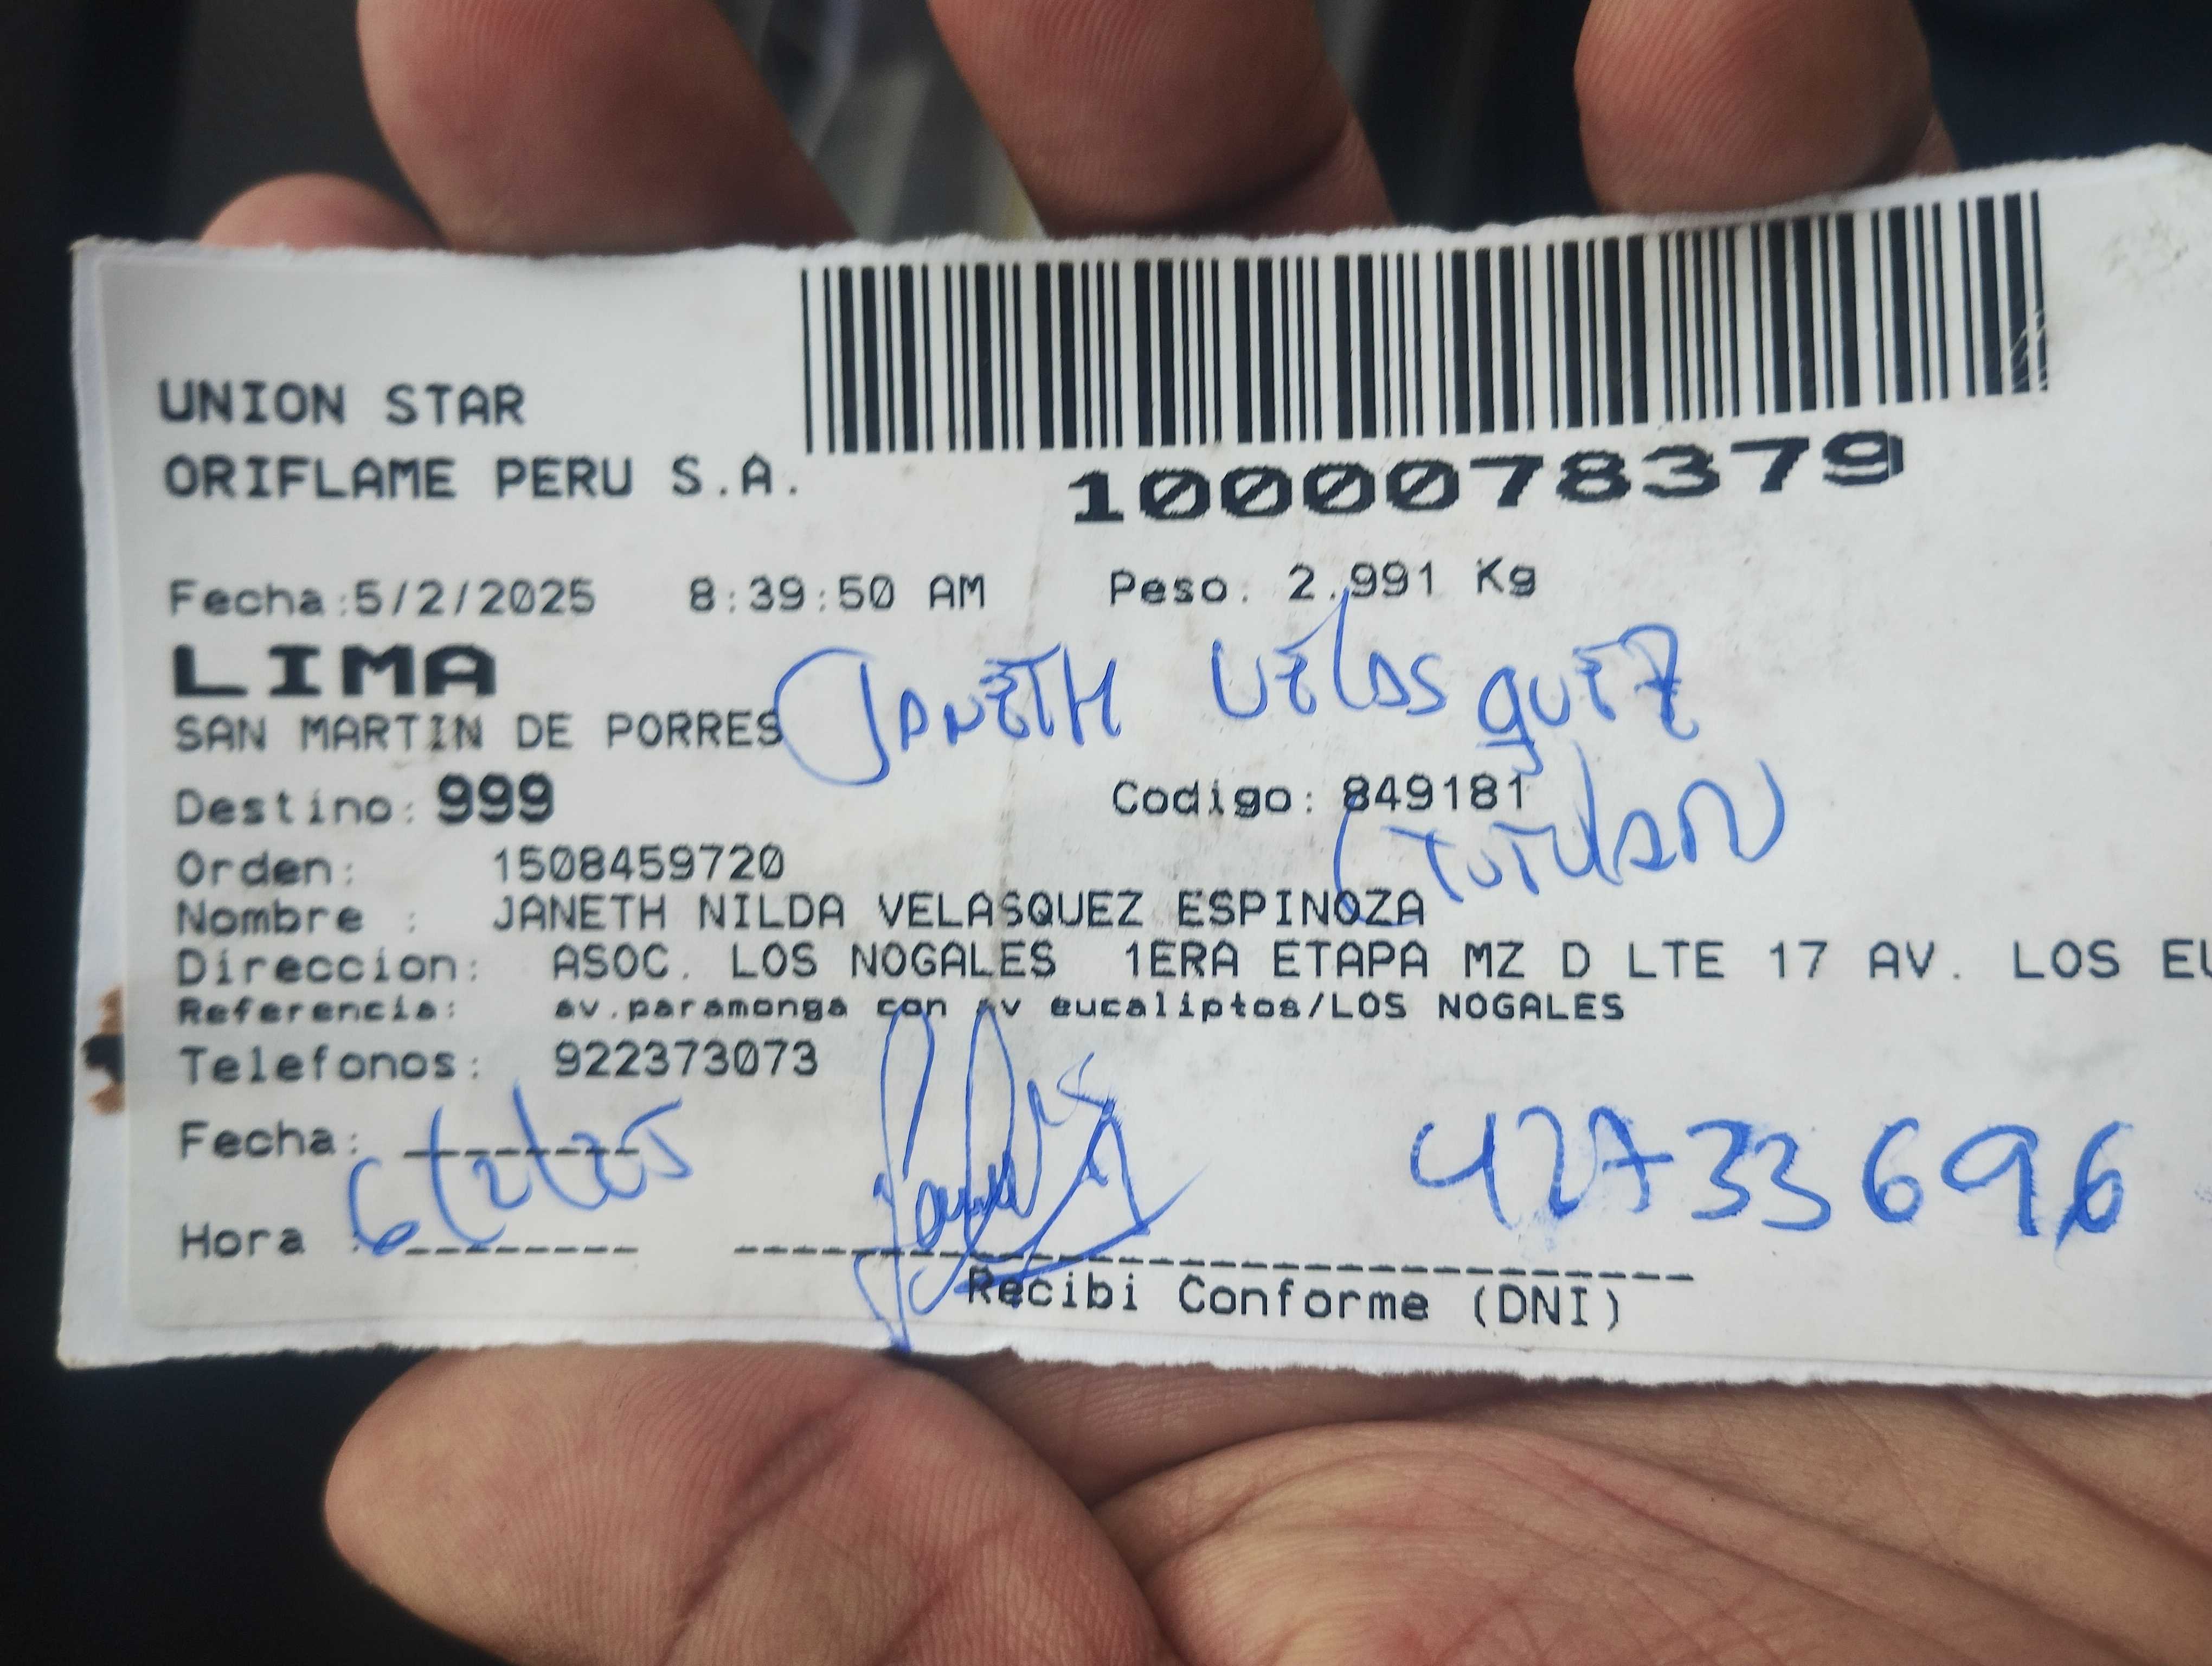 UNION STAR
ORIFLAME PERU S.A.
1000078379
Fecha:5/2/2025 8:39:50 AM Peso: 2.991 Kg
LIMA
JANETH VELASQUEZ
SAN MARTIN DE PORRES
Destino: 999 Codigo: 849181
(TITULAR)
Orden: 1508459720
Nombre : JANETH NILDA VELASQUEZ ESPINOZA
Direccion: ASOC. LOS NOGALES 1ERA ETAPA MZ D LTE 17 AV. LOS EU
Referencia: av.paramonga con av eucaliptos/LOS NOGALES
Telefonos: 922373073
Fecha: 6/2/25
42733696
Hora :
Recibi Conforme (DNI)